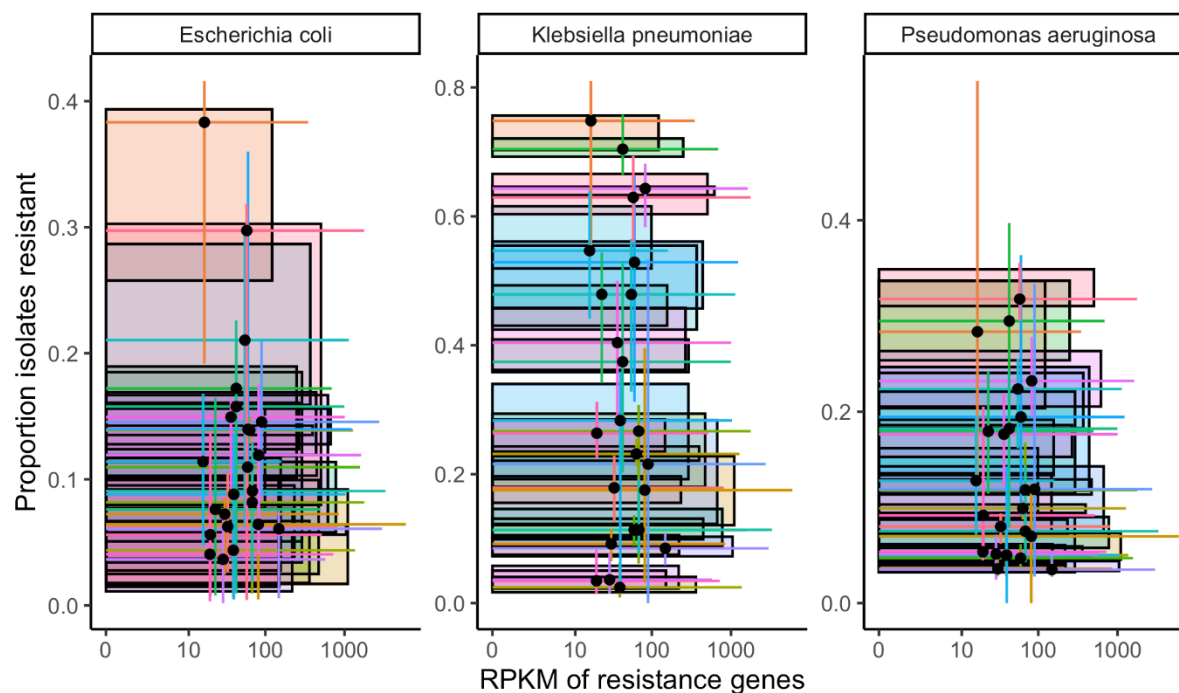 Escherichia coli
Klebsiella pneumoniae
Pseudomonas aeruginosa
Proportion isolates resistant
0.4
0.3
0.2
0.1
0.0
0.8
0.6
0.4
0.2
0.0
0.4
0.2
0.0
0 10 100 1000
0 10 100 1000
0 10 100 1000
RPKM of resistance genes